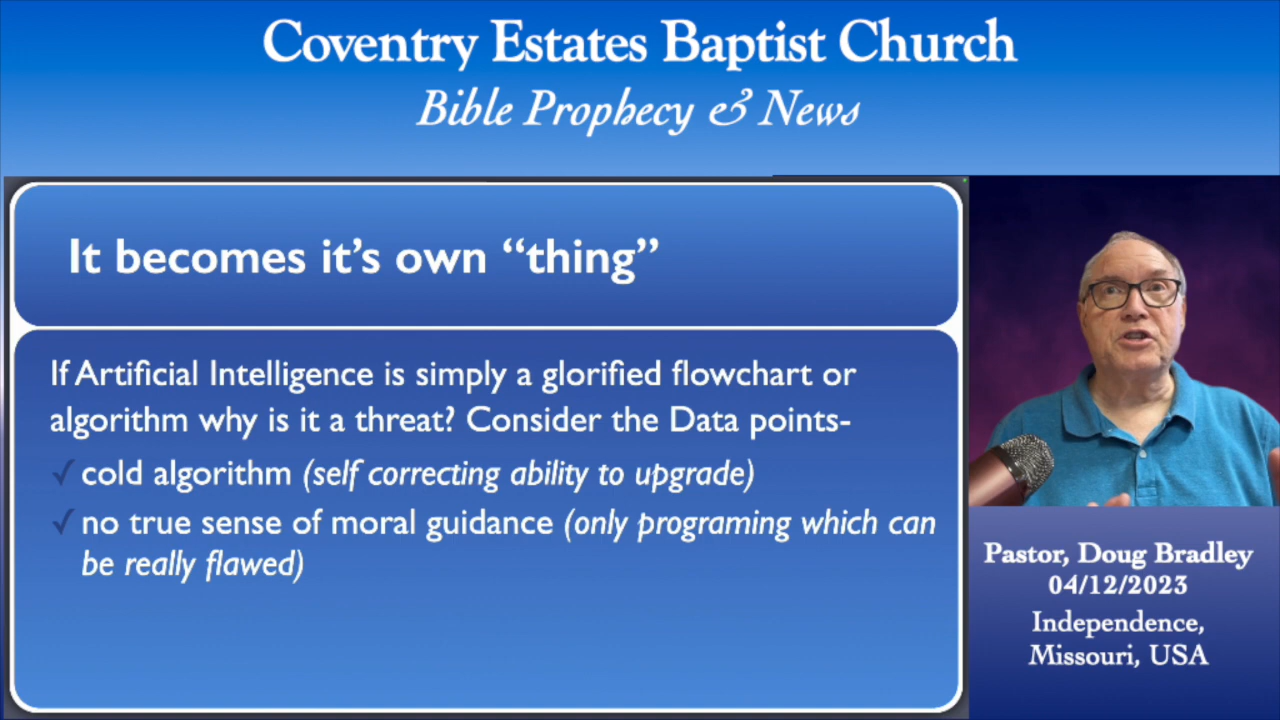 Coventry Estates Baptist Church
Bible Prophecy & News
It becomes it’s own “thing”
If Artificial Intelligence is simply a glorified flowchart or
algorithm why is it a threat? Consider the Data points-
✓ cold algorithm (self correcting ability to upgrade)
✓ no true sense of moral guidance (only programing which can
be really flawed)
Pastor, Doug Bradley
04/12/2023
Independence,
Missouri, USA